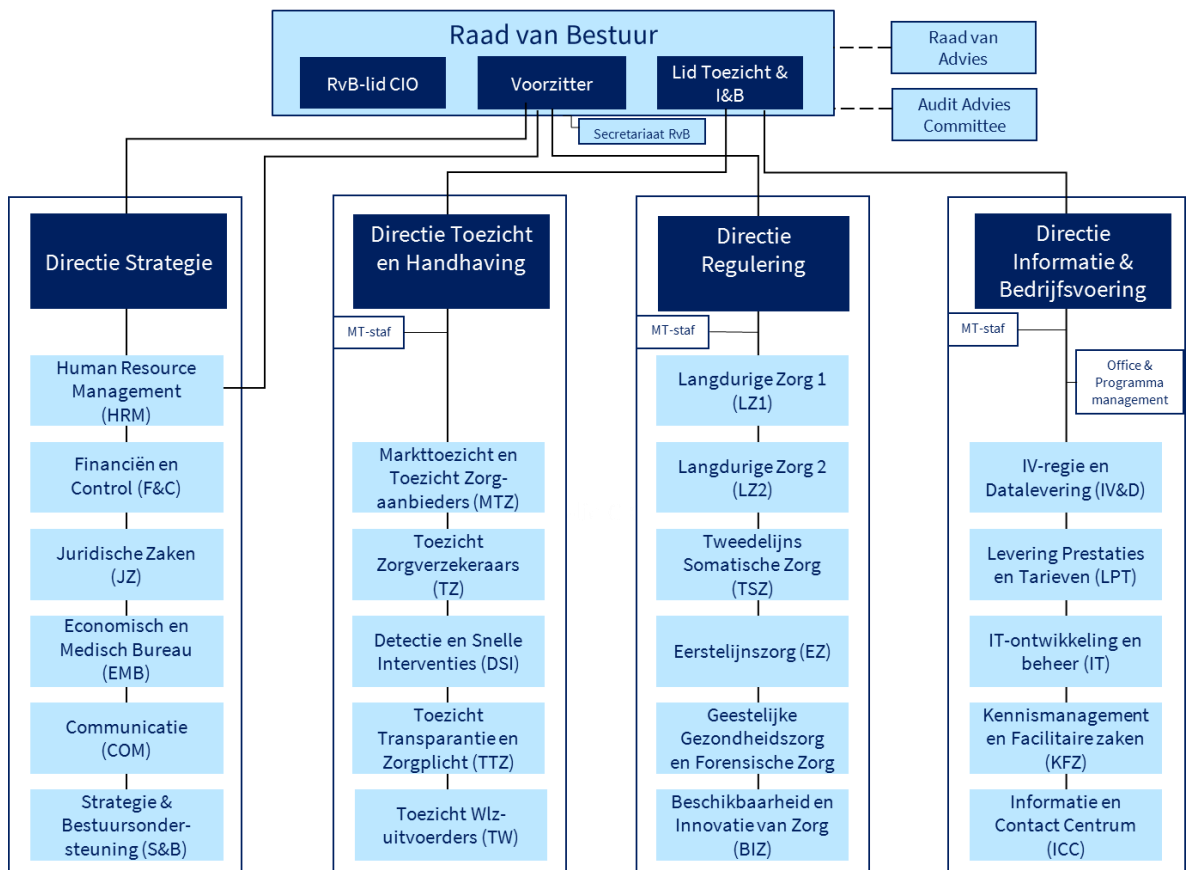 Raad van Bestuur
RvB-lid CIO
Voorzitter
Lid Toezicht &
I&B
Raad van
Advies
Audit Advies
Committee
Secretariaat RvB
Directie Strategie
Human Resource
Management
(HRM)
Financiën en
Control (F&C)
Juridische Zaken
(JZ)
Economisch en
Medisch Bureau
(EMB)
Communicatie
(COM)
Strategie &
Bestuursonder-
steuning (S&B)
Directie Toezicht
en Handhaving
MT-staf
Markttoezicht en
Toezicht Zorg-
aanbieders (MTZ)
Toezicht
Zorgverzekeraars
(TZ)
Detectie en Snelle
Interventies (DSI)
Toezicht
Transparantie en
Zorgplicht (TTZ)
Toezicht Wlz-
uitvoerders (TW)
Directie
Regulering
MT-staf
Langdurige Zorg 1
(LZ1)
Langdurige Zorg 2
(LZ2)
Tweedelijns
Somatische Zorg
(TSZ)
Eerstelijnszorg (EZ)
Geestelijke
Gezondheidszorg
en Forensische Zorg
Beschikbaarheid en
Innovatie van Zorg
(BIZ)
Directie
Informatie &
Bedrijfsvoering
MT-staf
Office &
Programma
management
IV-regie en
Datalevering (IV&D)
Levering Prestaties
en Tarieven (LPT)
IT-ontwikkeling en
beheer (IT)
Kennismanagement
en Facilitaire zaken
(KFZ)
Informatie en
Contact Centrum
(ICC)